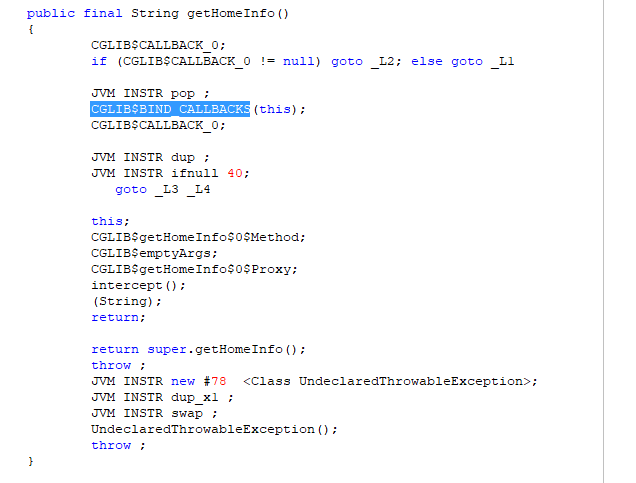 public final String getHomeInfo()
{
CGLIB$CALLBACK_0;
if (CGLIB$CALLBACK_0 != null) goto _L2; else goto _L1
JVM INSTR pop ;
CGLIB$BIND_CALLBACKS(this);
CGLIB$CALLBACK_0;
JVM INSTR dup ;
JVM INSTR ifnull 40;
goto _L3 _L4
this;
CGLIB$getHomeInfo$0$Method;
CGLIB$emptyArgs;
CGLIB$getHomeInfo$0$Proxy;
intercept();
(String);
return;
return super.getHomeInfo();
throw ;
JVM INSTR new #78  <Class UndeclaredThrowableException>;
JVM INSTR dup_x1 ;
JVM INSTR swap ;
UndeclaredThrowableException();
throw ;
}